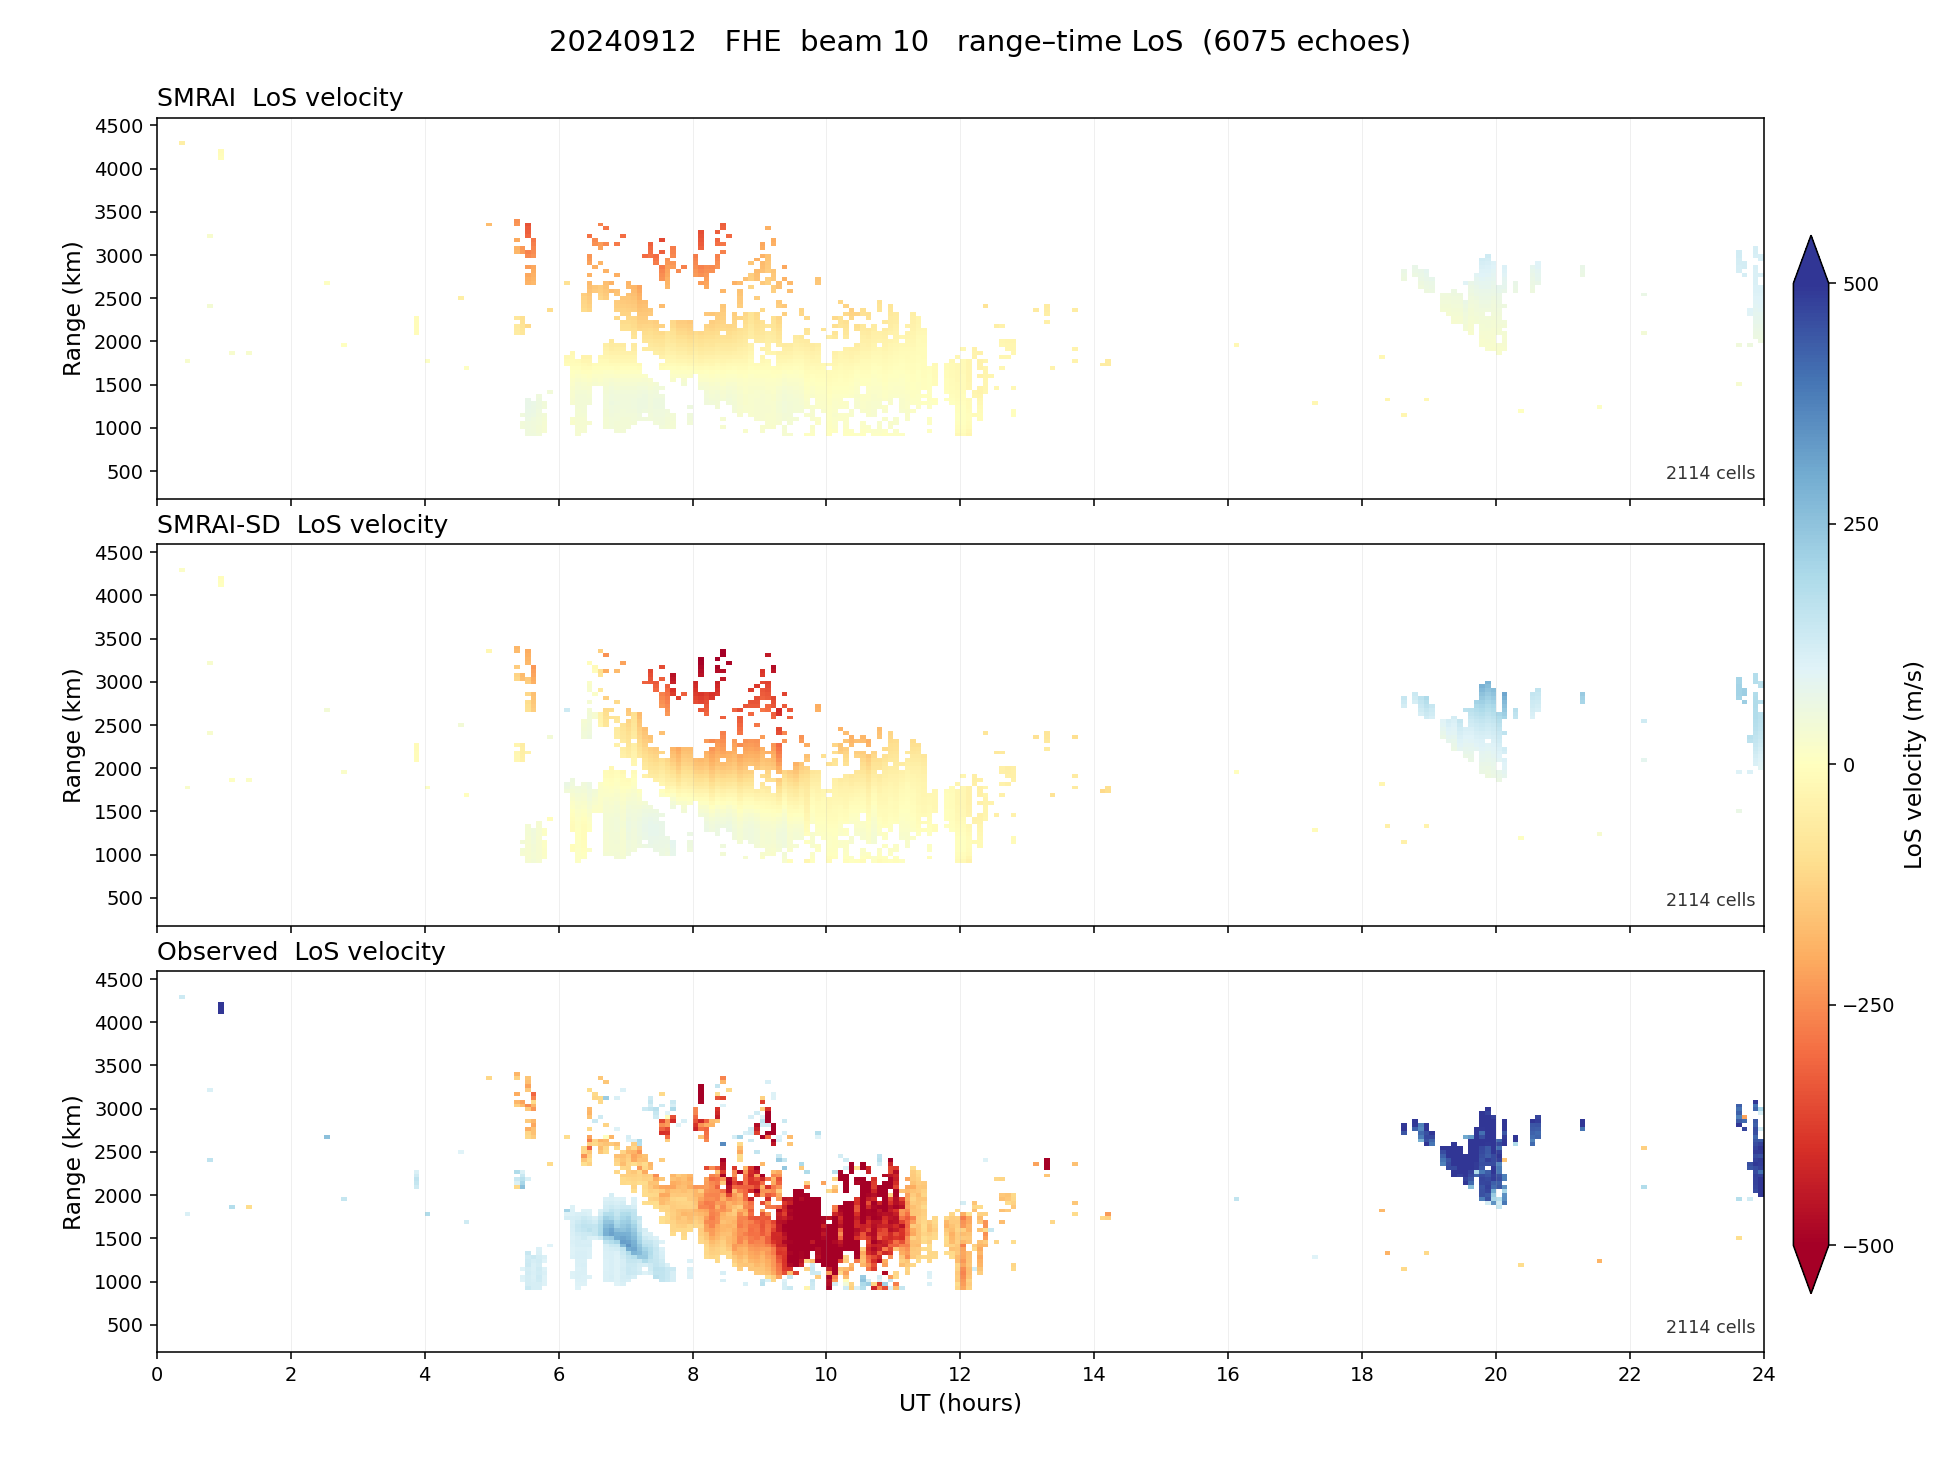 20240912   FHE  beam 10   range–time LoS  (6075 echoes)
SMRAI  LoS velocity
4500
4000
3500
3000
2500
2000
1500
1000
500
Range (km)
2114 cells
SMRAI-SD  LoS velocity
4500
4000
3500
3000
2500
2000
1500
1000
500
Range (km)
2114 cells
Observed  LoS velocity
4500
4000
3500
3000
2500
2000
1500
1000
500
Range (km)
2114 cells
0 2 4 6 8 10 12 14 16 18 20 22 24
UT (hours)
500
250
0
−250
−500
LoS velocity (m/s)